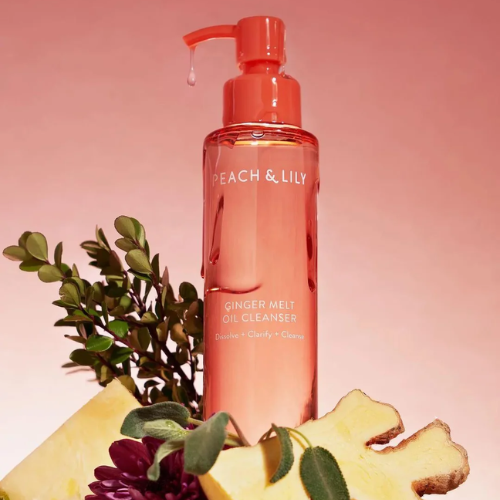 PEACH & LILY
GINGER MELT
OIL CLEANSER
Dissolve + Clarify + Cleanse